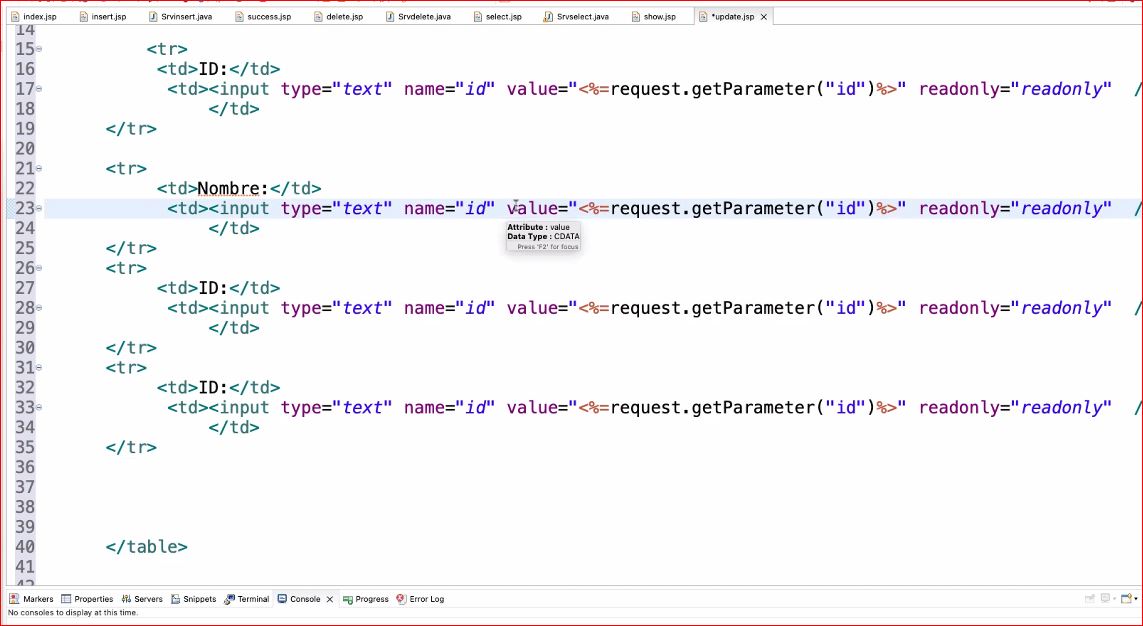 index.jsp insert.jsp Srvinsert.java success.jsp delete.jsp Srvdelete.java select.jsp Srvselect.java show.jsp *update.jsp
14
15 <tr>
16 <td>ID:</td>
17 <td><input type="text" name="id" value="<%=request.getParameter("id")%>" readonly="readonly" /
18 </td>
19 </tr>
20
21 <tr>
22 <td>Nombre:</td>
23 <td><input type="text" name="id" value="<%=request.getParameter("id")%>" readonly="readonly" /
24 </td>
Attribute : value
Data Type : CDATA
Press 'F2' for focus
25 </tr>
26 <tr>
27 <td>ID:</td>
28 <td><input type="text" name="id" value="<%=request.getParameter("id")%>" readonly="readonly" /
29 </td>
30 </tr>
31 <tr>
32 <td>ID:</td>
33 <td><input type="text" name="id" value="<%=request.getParameter("id")%>" readonly="readonly" /
34 </td>
35 </tr>
36
37
38
39
40 </table>
41
Markers Properties Servers Snippets Terminal Console Progress Error Log
No consoles to display at this time.